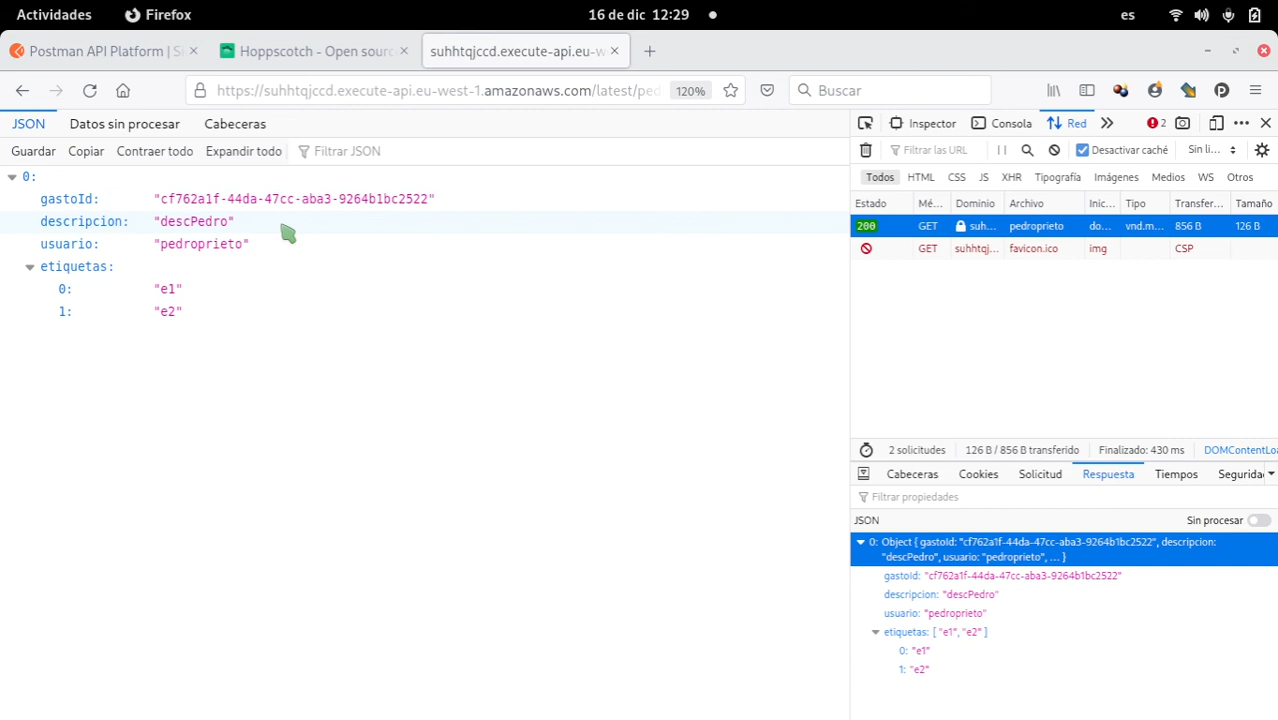 Actividades Firefox 16 de dic 12:29 es
Postman API Platform | Si Hoppscotch - Open sourc suhhtqjccd.execute-api.eu-w
https://suhhtqjccd.execute-api.eu-west-1.amazonaws.com/latest/ped 120% Buscar
JSON Datos sin procesar Cabeceras
Guardar Copiar Contraer todo Expandir todo Filtrar JSON
0:
gastoId: "cf762a1f-44da-47cc-aba3-9264b1bc2522"
descripcion: "descPedro"
usuario: "pedroprieto"
etiquetas:
0: "e1"
1: "e2"
Inspector Consola Red 2
Filtrar las URL Desactivar caché Sin li...
Todos HTML CSS JS XHR Tipografía Imágenes Medios WS Otros
Estado Mé... Dominio Archivo Inic... Tipo Transfer... Tamaño
200 GET suh... pedroprieto do... vnd.m... 856 B 126 B
GET suhhtqj... favicon.ico img CSP
2 solicitudes 126 B / 856 B transferido Finalizado: 430 ms DOMContentLoa
Cabeceras Cookies Solicitud Respuesta Tiempos Segurida
Filtrar propiedades
JSON Sin procesar
0: Object { gastoId: "cf762a1f-44da-47cc-aba3-9264b1bc2522", descripcion:
"descPedro", usuario: "pedroprieto", ... }
gastoId: "cf762a1f-44da-47cc-aba3-9264b1bc2522"
descripcion: "descPedro"
usuario: "pedroprieto"
etiquetas: [ "e1", "e2" ]
0: "e1"
1: "e2"